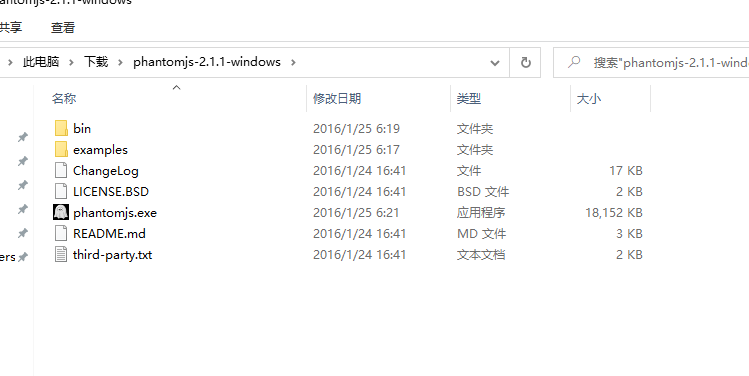 phantomjs-2.1.1-windows
共享 查看
此电脑 下载 phantomjs-2.1.1-windows 搜索"phantomjs-2.1.1-wind
名称 修改日期 类型 大小
bin 2016/1/25 6:19 文件夹
examples 2016/1/25 6:17 文件夹
ChangeLog 2016/1/24 16:41 文件 17 KB
LICENSE.BSD 2016/1/24 16:41 BSD 文件 2 KB
phantomjs.exe 2016/1/25 6:21 应用程序 18,152 KB
README.md 2016/1/24 16:41 MD 文件 3 KB
ers third-party.txt 2016/1/24 16:41 文本文档 2 KB